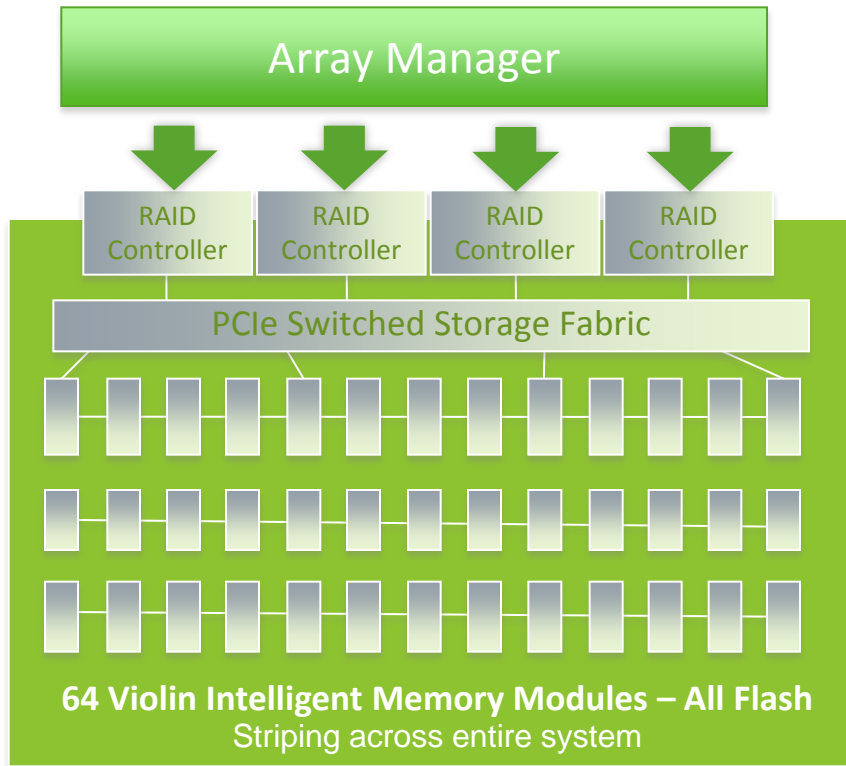 Array Manager
RAID
Controller
RAID
Controller
RAID
Controller
RAID
Controller
PCIe Switched Storage Fabric
64 Violin Intelligent Memory Modules – All Flash
Striping across entire system